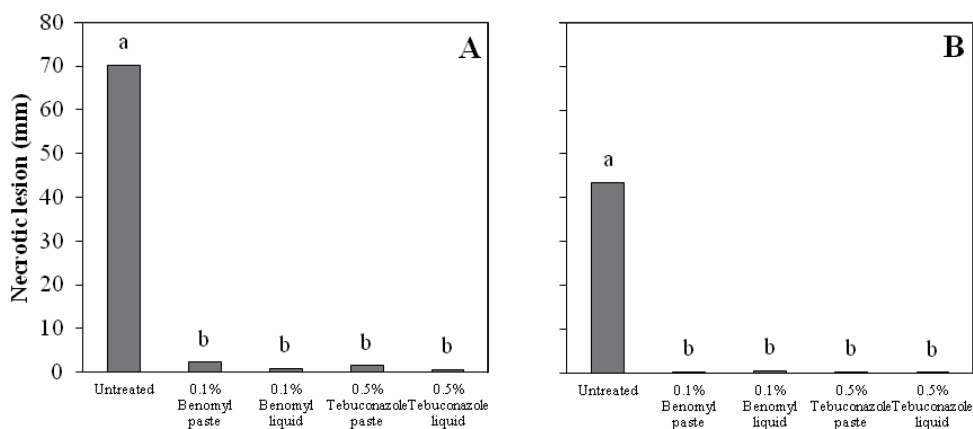 80
70
60
50
40
30
20
10
0
Necrotic lesion (mm)
A
a
b
b
b
b
Untreated
0.1%
Benomyl
paste
0.1%
Benomyl
liquid
0.5%
Tebuconazole
paste
0.5%
Tebuconazole
liquid
B
a
b
b
b
b
Untreated
0.1%
Benomyl
paste
0.1%
Benomyl
liquid
0.5%
Tebuconazole
paste
0.5%
Tebuconazole
liquid